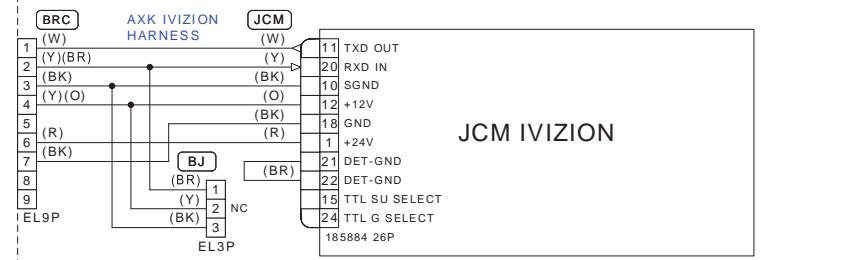 BRC AXK IVIZION JCM
HARNESS
1 (W) (W) 11 TXD OUT
2 (Y)(BR) (Y) 20 RXD IN
3 (BK) (BK) 10 SGND
4 (Y)(O) (O) 12 +12V
5 (BK) 18 GND
6 (R) (R) 1 +24V
7 (BK) 21 DET-GND
8 (BR) 22 DET-GND
9 15 TTL SU SELECT
24 TTL G SELECT
EL9P
BJ
(BR) 1
(Y) 2 NC
(BK) 3
EL3P
185884 26P
JCM IVIZION